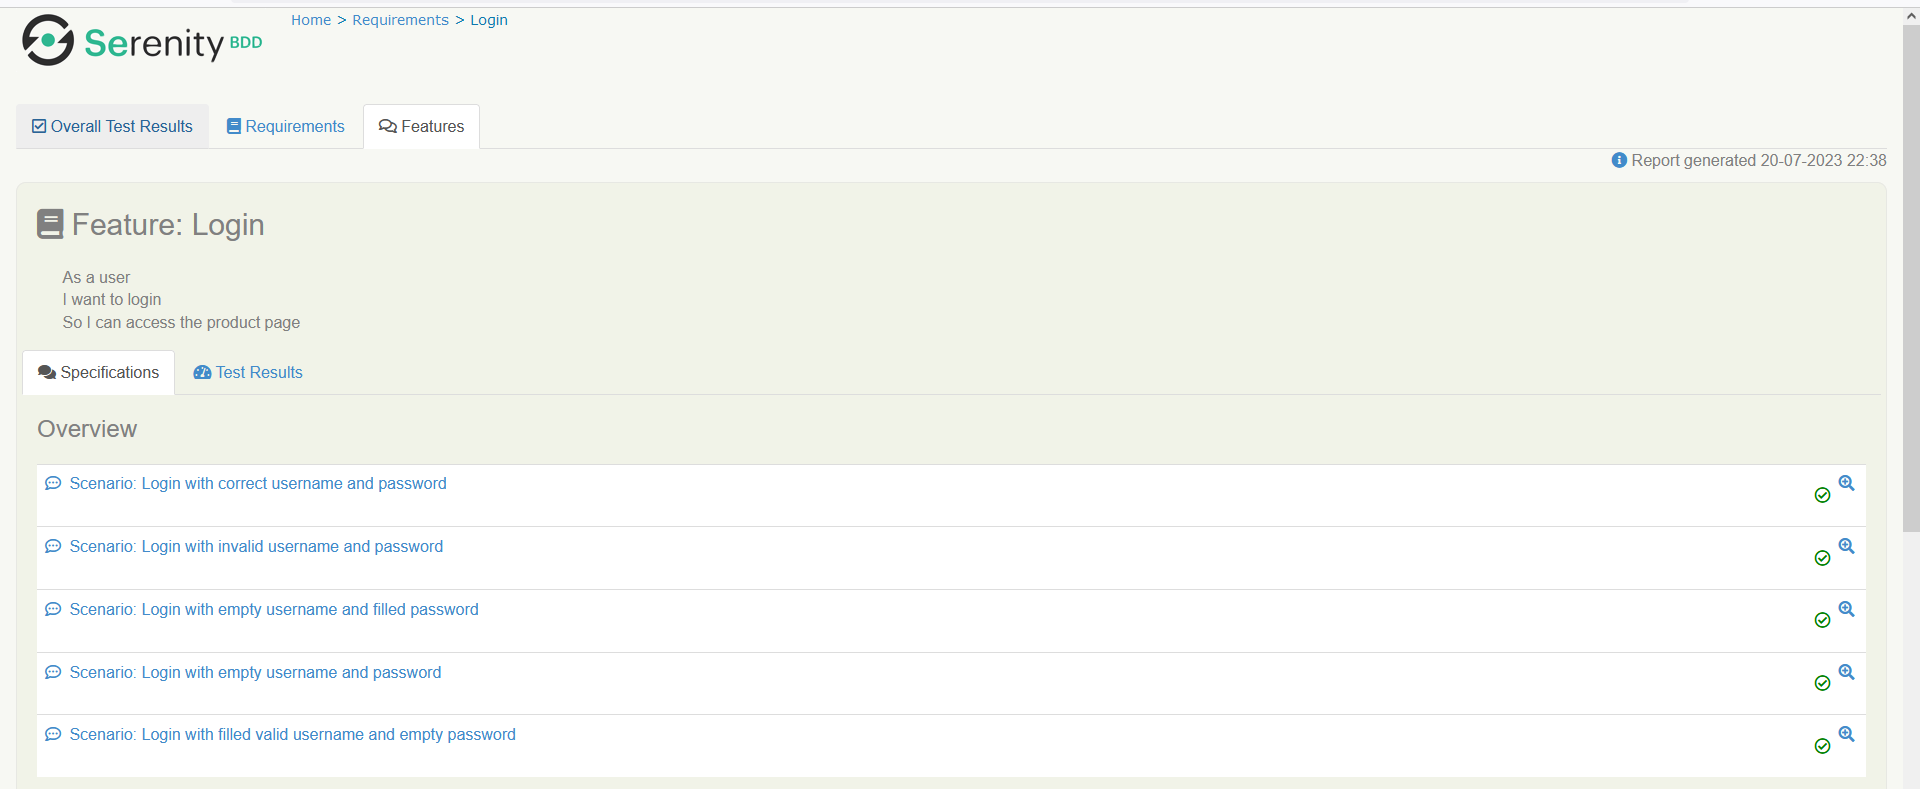 Serenity BDD
Home > Requirements > Login
Overall Test Results
Requirements
Features
Report generated 20-07-2023 22:38
Feature: Login
As a user
I want to login
So I can access the product page
Specifications
Test Results
Overview
Scenario: Login with correct username and password
Scenario: Login with invalid username and password
Scenario: Login with empty username and filled password
Scenario: Login with empty username and password
Scenario: Login with filled valid username and empty password